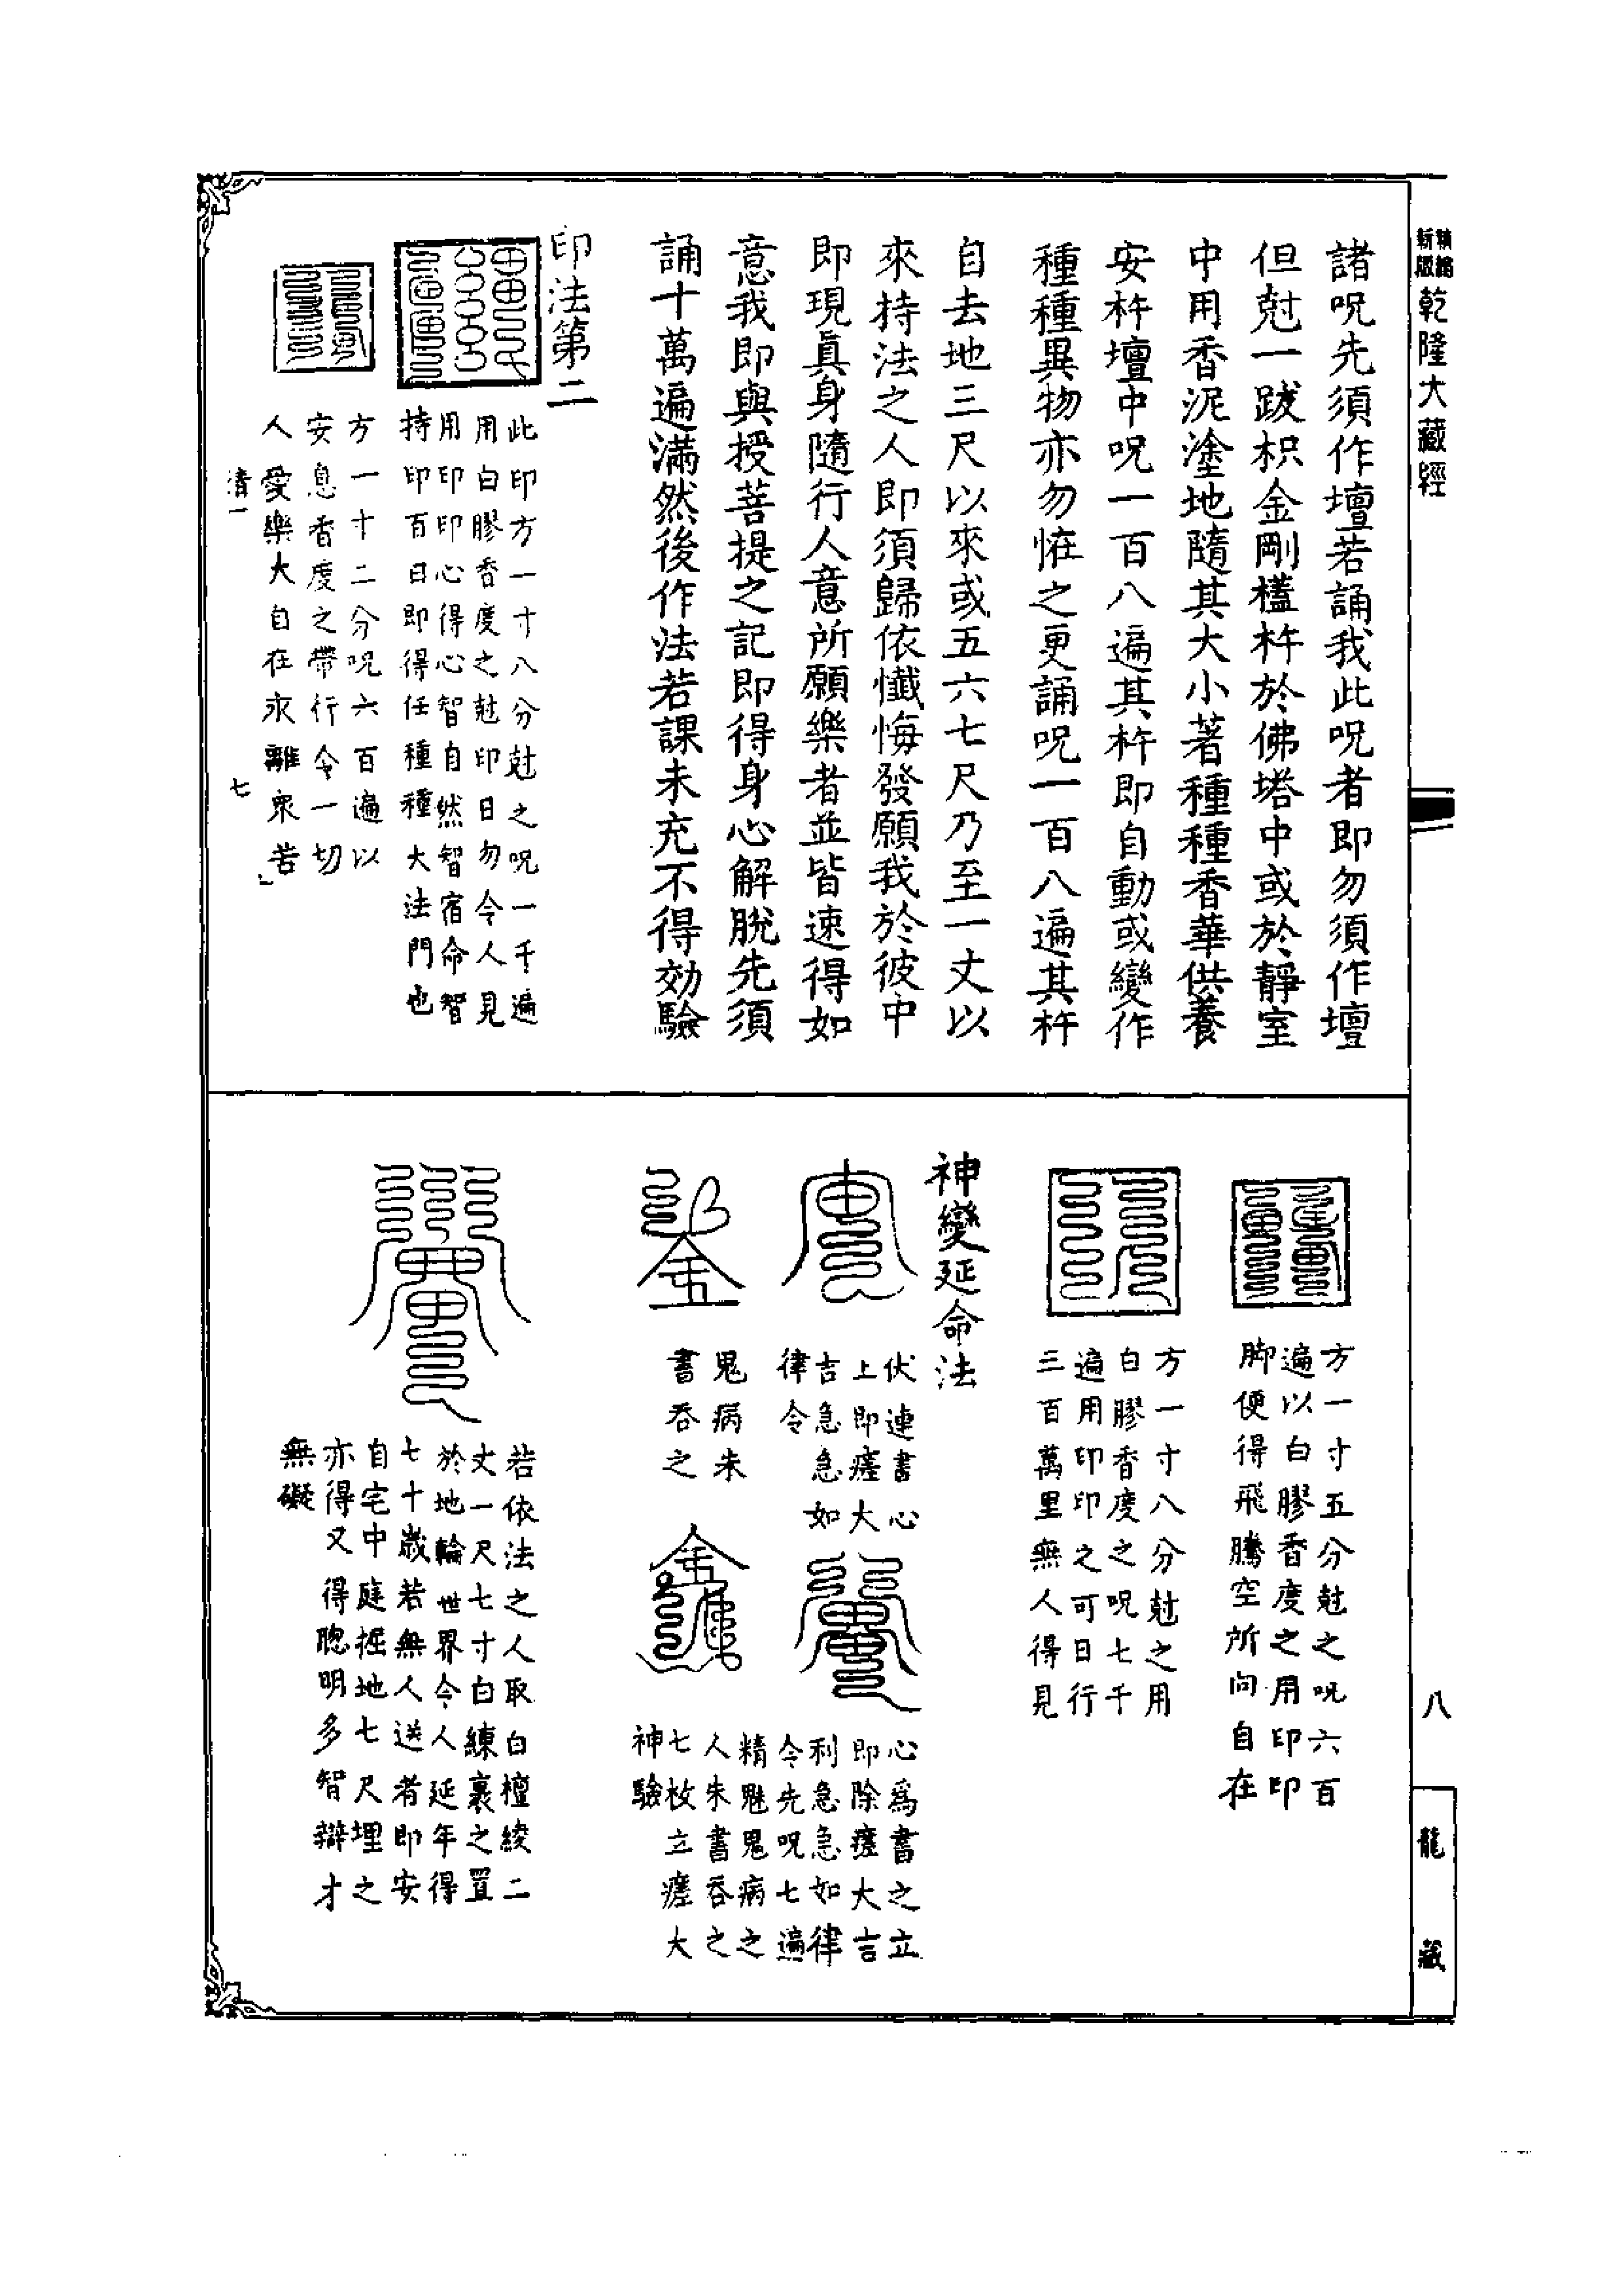 新版
精縮
乾隆大藏經
八
龍藏
諸呪先須作壇若誦我此呪者即勿須作壇
但尅一跋枳金剛橽杵於佛塔中或於靜室
中用香泥塗地隨其大小著種種香華供養
安杵壇中呪一百八遍其杵即自動或變作
種種異物亦勿恠之更誦呪一百八遍其杵
自去地三尺以來或五六七尺乃至一丈以
來持法之人即須歸依懺悔發願我於彼中
即現眞身隨行人意所願樂者並皆速得如
意我即與授菩提之記即得身心解脫先須
誦十萬遍滿然後作法若課未充不得効驗
印法第二
此印方一寸八分尅之呪一千遍
用白膠香度之尅印日勿令人見
用印印心得心智自然智宿命智
持印百日即得任種種大法門也
方一寸二分呪六百遍以
安息香度之帶行令一切
人愛樂大自在永離衆苦
清一
七
方一寸五分尅之呪六百
遍以白膠香度之用印印
脚便得飛騰空所向自在
方一寸八分尅之用
白膠香度之呪七千
遍用印印之可日行
三百萬里無人得見
神變延命法
伏連書心
上即瘥大
吉急急如
律令
心爲書之立
即除瘥大吉
利急急如律
令先呪七遍
鬼病朱
書呑之
精魅鬼病之
人朱書呑之
七枚立瘥大
神驗
若依法之人取白檀綾二
丈一尺七寸白練裹之置
於地輪世界令人延年得
七十歲若無人送者即安
自宅中庭掘地七尺埋之
亦得又得聰明多智辯才
無礙